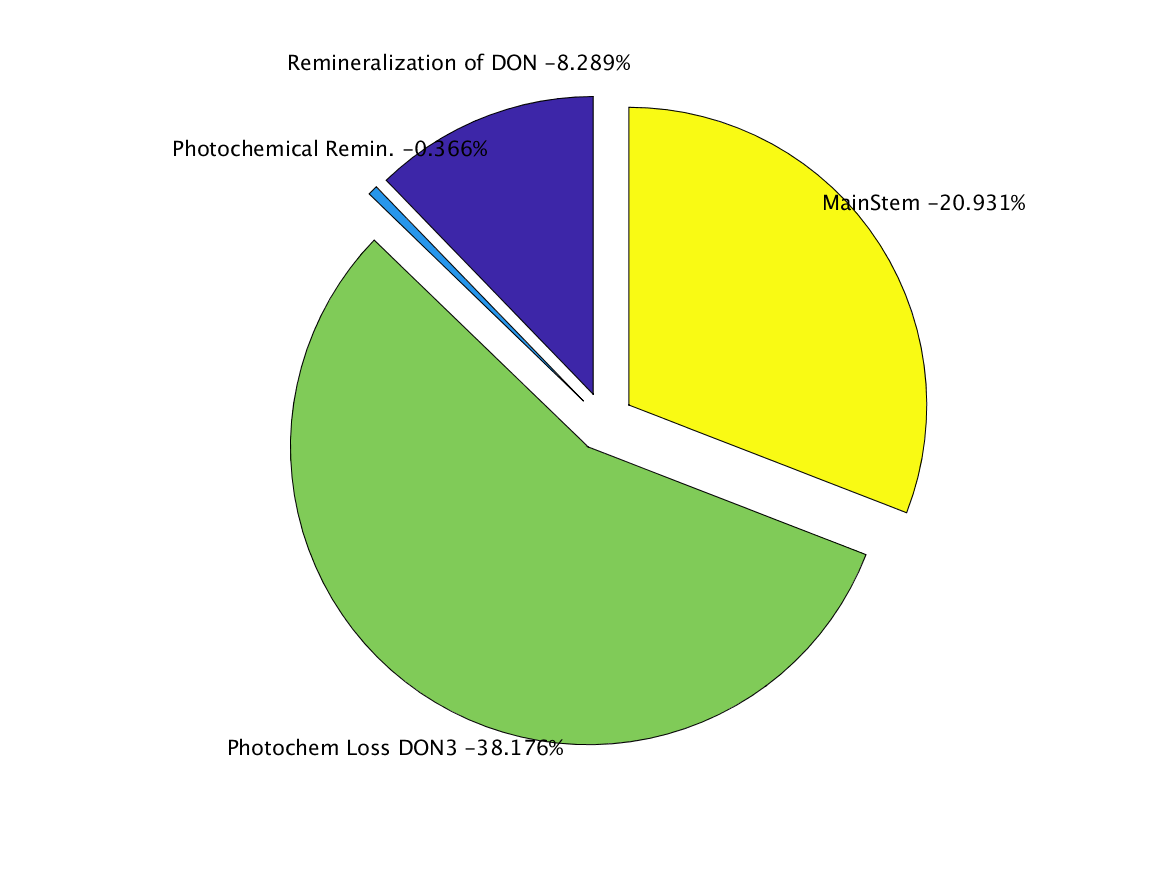 Remineralization of DON -8.289%
Photochemical Remin. -0.366%
MainStem -20.931%
Photochem Loss DON3 -38.176%